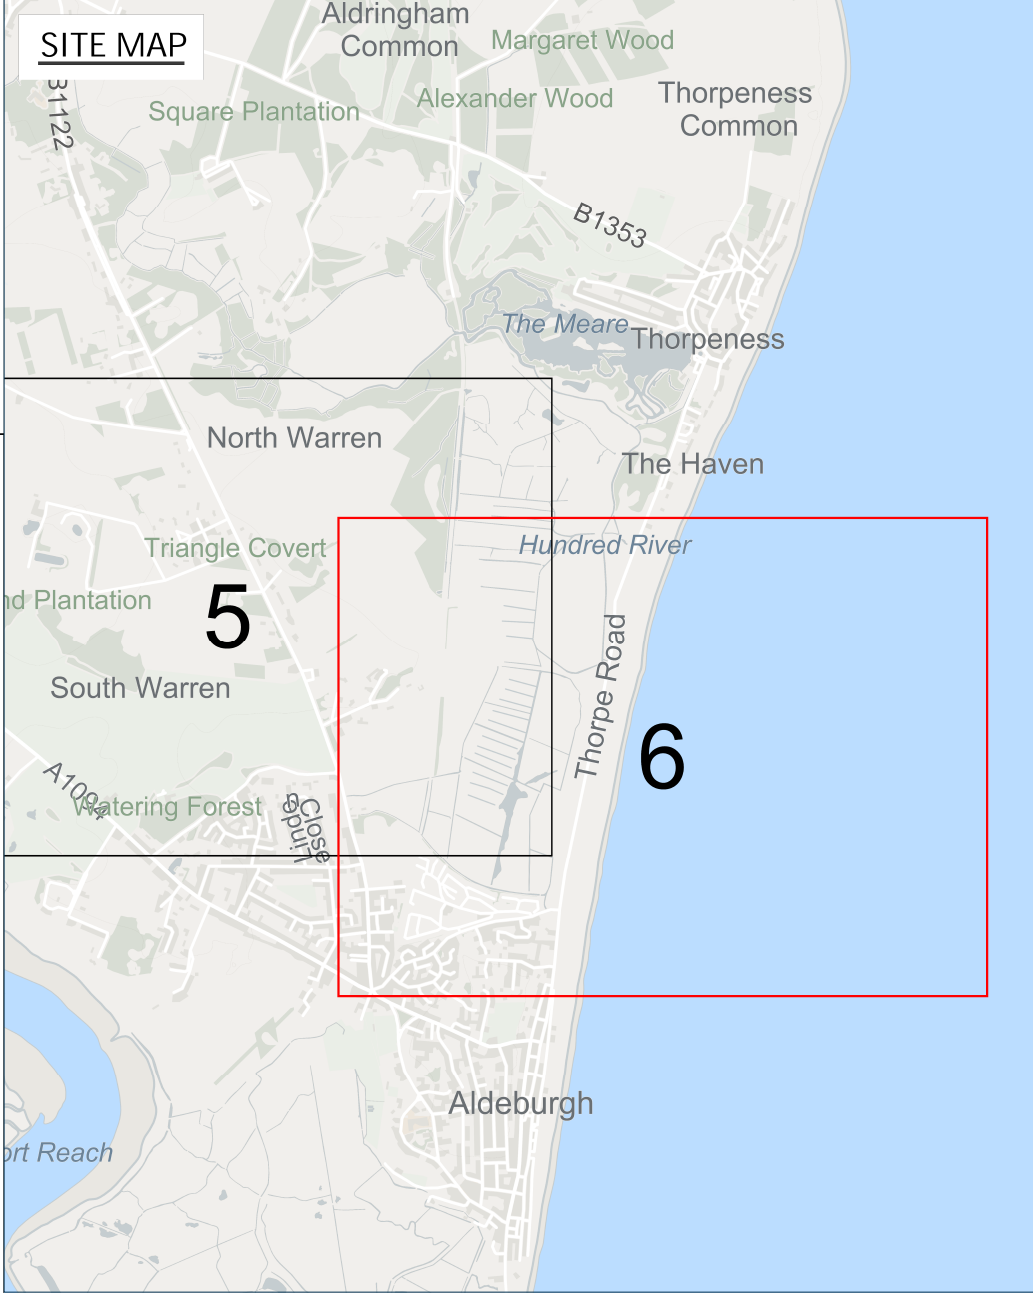 SITE MAP
Aldringham
Common
Margaret Wood
B1122
Square Plantation
Alexander Wood
Thorpeness
Common
B1353
The Meare
Thorpeness
North Warren
The Haven
Triangle Covert
Hundred River
nd Plantation
5
South Warren
Thorpe Road
6
A1094
Watering Forest
Linde
Close
Aldeburgh
ort Reach